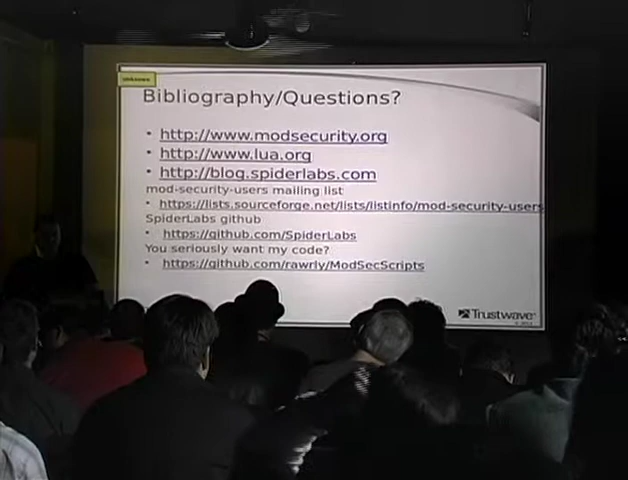 Unknown
Bibliography/Questions?
• http://www.modsecurity.org
• http://www.lua.org
• http://blog.spiderlabs.com
mod-security-users mailing list
• https://lists.sourceforge.net/lists/listinfo/mod-security-users
SpiderLabs github
• https://github.com/SpiderLabs
You seriously want my code?
• https://github.com/rawrly/ModSecScripts
Trustwave